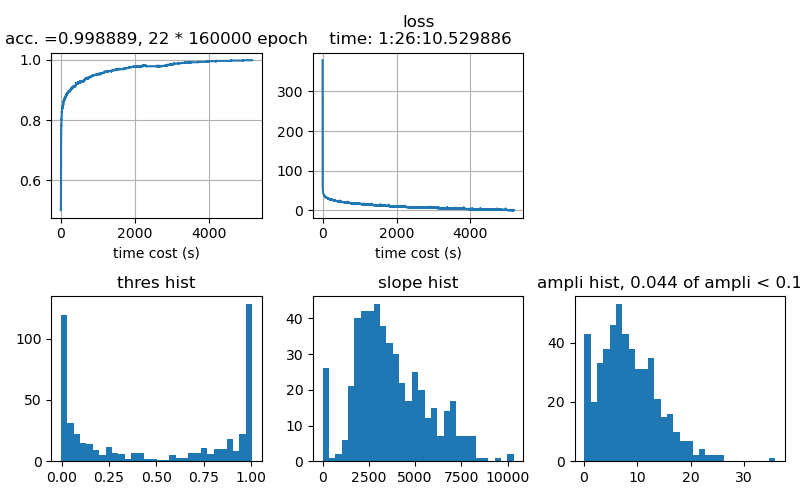 acc. =0.998889, 22 * 160000 epoch
loss
time: 1:26:10.529886
1.0
0.8
0.6
0 2000 4000
time cost (s)
300
200
100
0
0 2000 4000
time cost (s)
thres hist
100
50
0
0.00 0.25 0.50 0.75 1.00
slope hist
40
30
20
10
0
0 2500 5000 7500 10000
ampli hist, 0.044 of ampli < 0.1
40
20
0
0 10 20 30